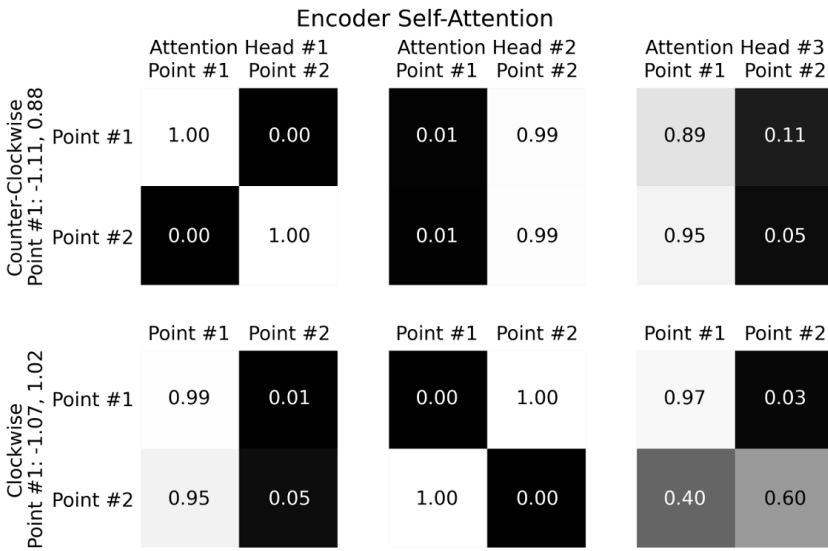 Encoder Self-Attention
Attention Head #1
Point #1 Point #2
Attention Head #2
Point #1 Point #2
Attention Head #3
Point #1 Point #2
Counter-Clockwise
Point #1: -1.11, 0.88
Point #1
1.00 0.00
0.01 0.99
0.89 0.11
Point #2
0.00 1.00
0.01 0.99
0.95 0.05
Point #1 Point #2
Point #1 Point #2
Point #1 Point #2
Clockwise
Point #1: -1.07, 1.02
Point #1
0.99 0.01
0.00 1.00
0.97 0.03
Point #2
0.95 0.05
1.00 0.00
0.40 0.60